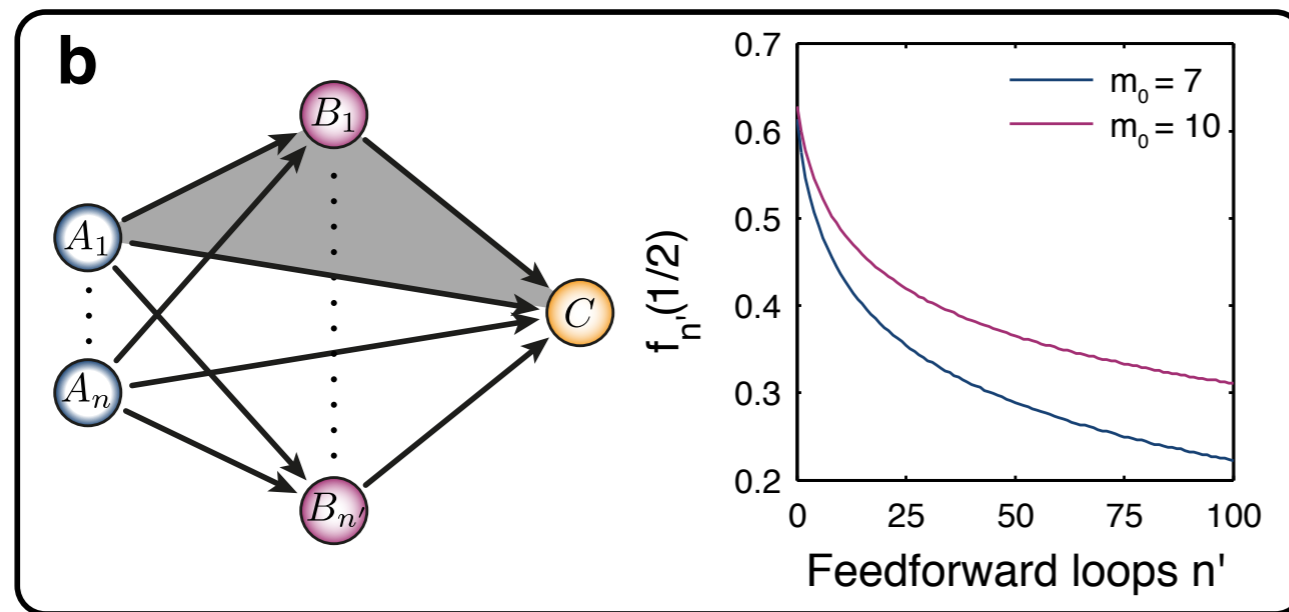 b
B₁
A₁
Aₙ
Bₙ'
C
0.7
0.6
0.5
0.4
0.3
0.2
fₙ'(1/2)
m₀ = 7
m₀ = 10
0 25 50 75 100
Feedforward loops n'